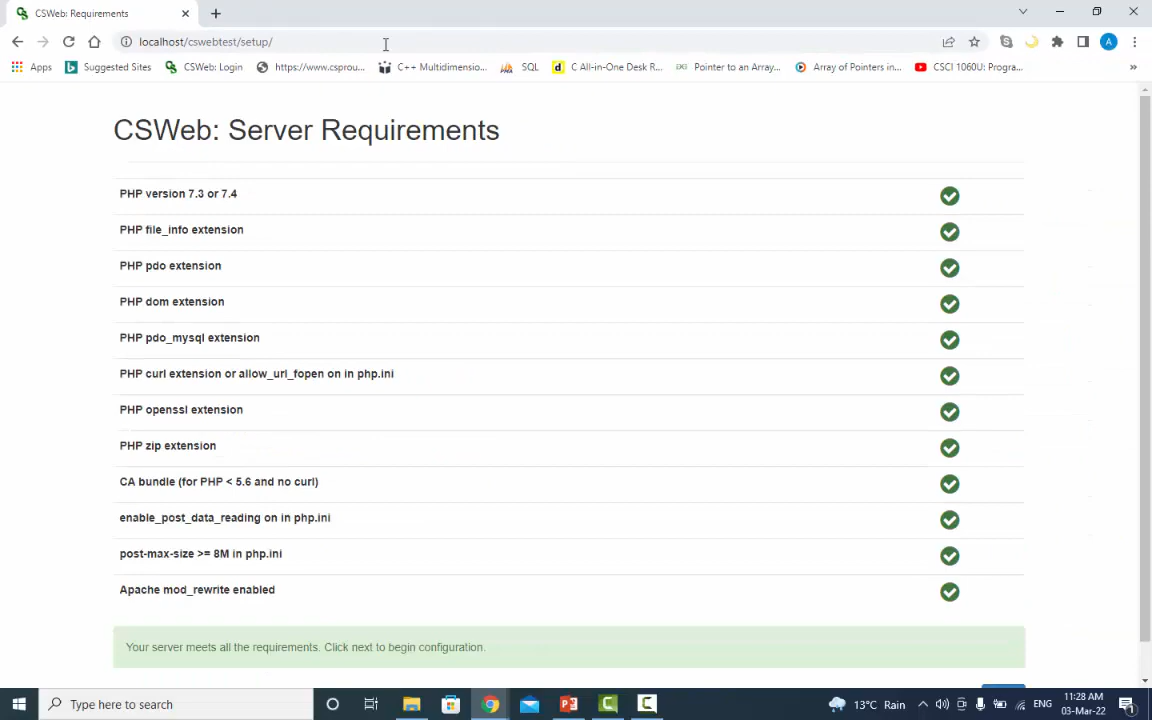 CSWeb: Requirements
localhost/cswebtest/setup/
A
Apps
Suggested Sites
CSWeb: Login
https://www.csprou...
C++ Multidimensio...
SQL
C All-in-One Desk R...
Pointer to an Array...
Array of Pointers in...
CSCI 1060U: Progra...
CSWeb: Server Requirements
PHP version 7.3 or 7.4
PHP file_info extension
PHP pdo extension
PHP dom extension
PHP pdo_mysql extension
PHP curl extension or allow_url_fopen on in php.ini
PHP openssl extension
PHP zip extension
CA bundle (for PHP < 5.6 and no curl)
enable_post_data_reading on in php.ini
post-max-size >= 8M in php.ini
Apache mod_rewrite enabled
Your server meets all the requirements. Click next to begin configuration.
Type here to search
13°C Rain
ENG
11:28 AM
03-Mar-22
1